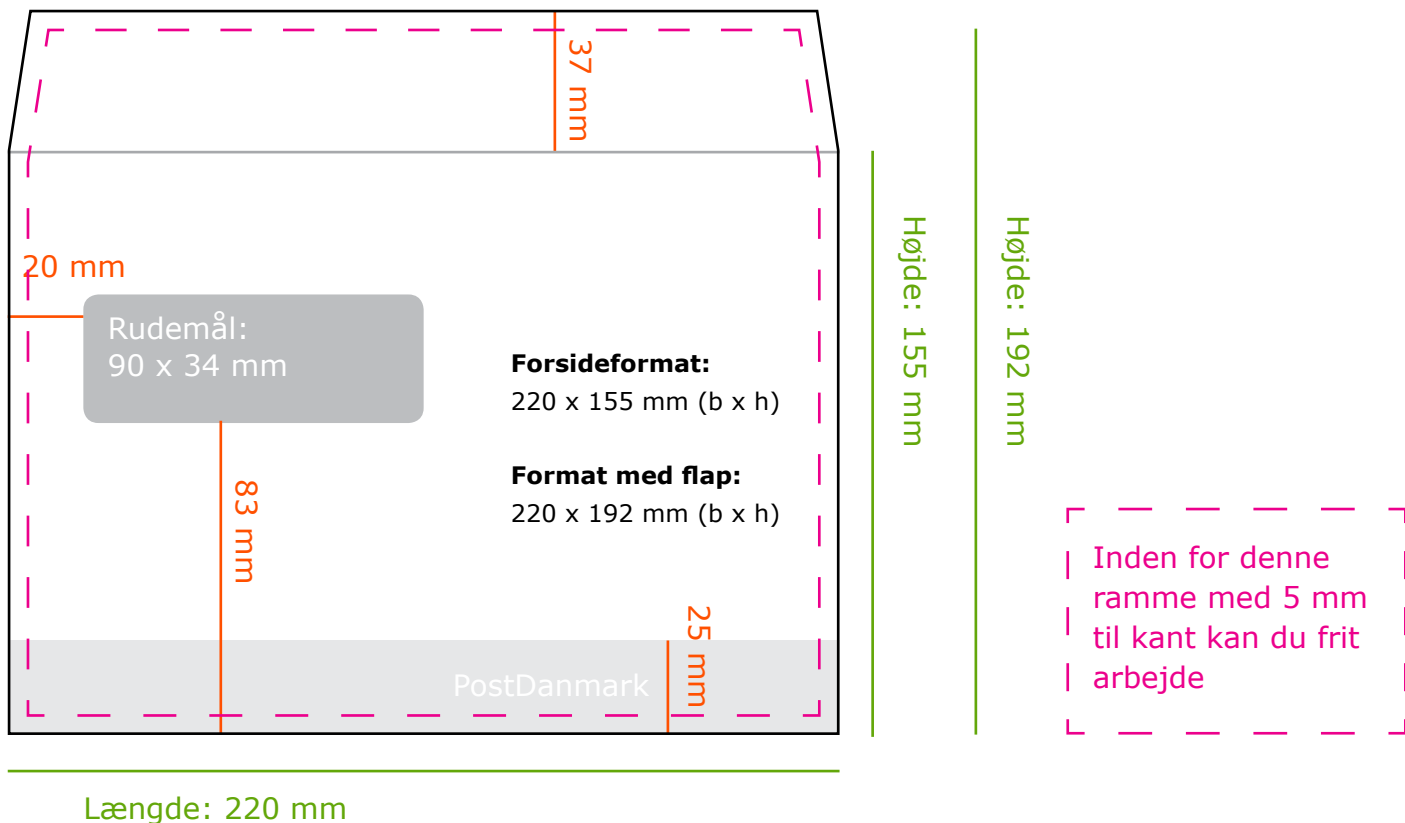 37 mm
20 mm
Rudemål:
90 x 34 mm
Forsideformat:
220 x 155 mm (b x h)
Format med flap:
220 x 192 mm (b x h)
83 mm
25 mm
PostDanmark
Højde: 155 mm
Højde: 192 mm
Inden for denne
ramme med 5 mm
til kant kan du frit
arbejde
Længde: 220 mm